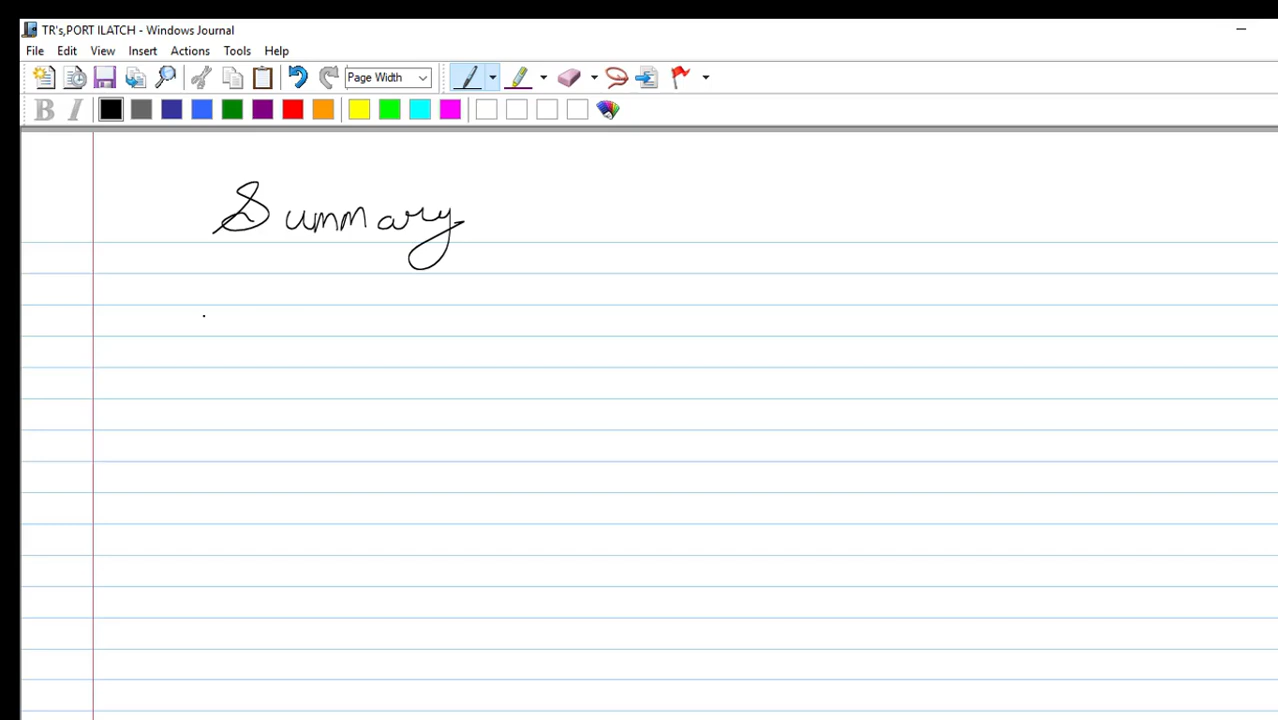 TR's,PORT ILATCH - Windows Journal
File Edit View Insert Actions Tools Help
Page Width
B I
Summary